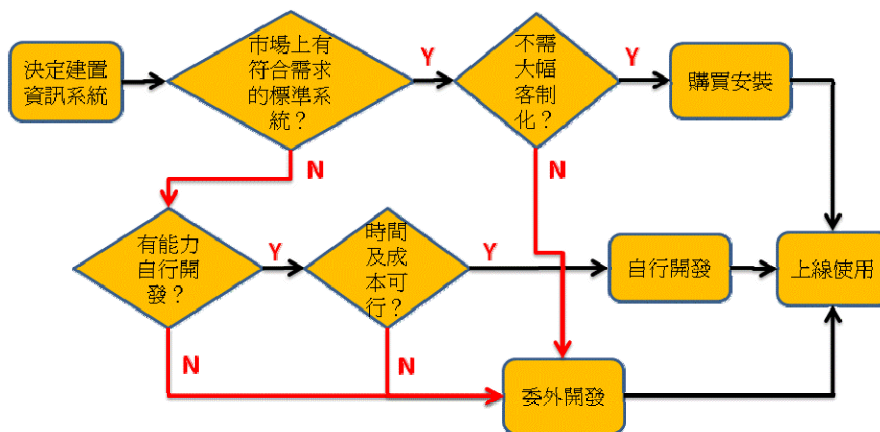 決定建置
資訊系統
市場上有
符合需求
的標準系
統？
Y
不需
大幅
客制
化？
Y
購買安裝
N
N
有能力
自行開
發？
Y
時間
及成
本可
行？
Y
自行開發
上線使用
N
N
委外開發